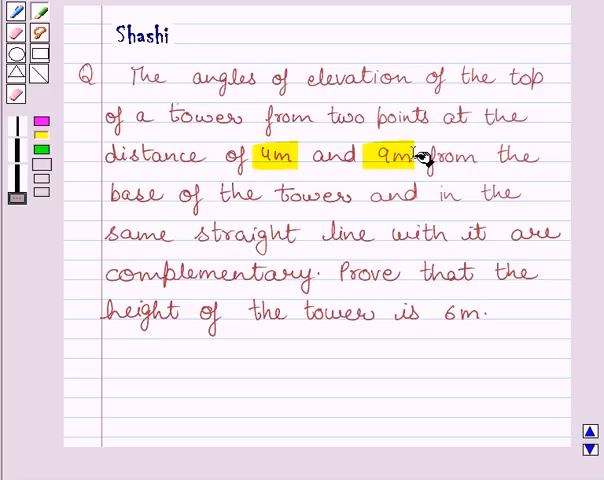 Shashi
Q The angles of elevation of the top
of a tower from two points at the
distance of 4m and 9m from the
base of the tower and in the
same straight line with it are
complementary. Prove that the
height of the tower is 6m.